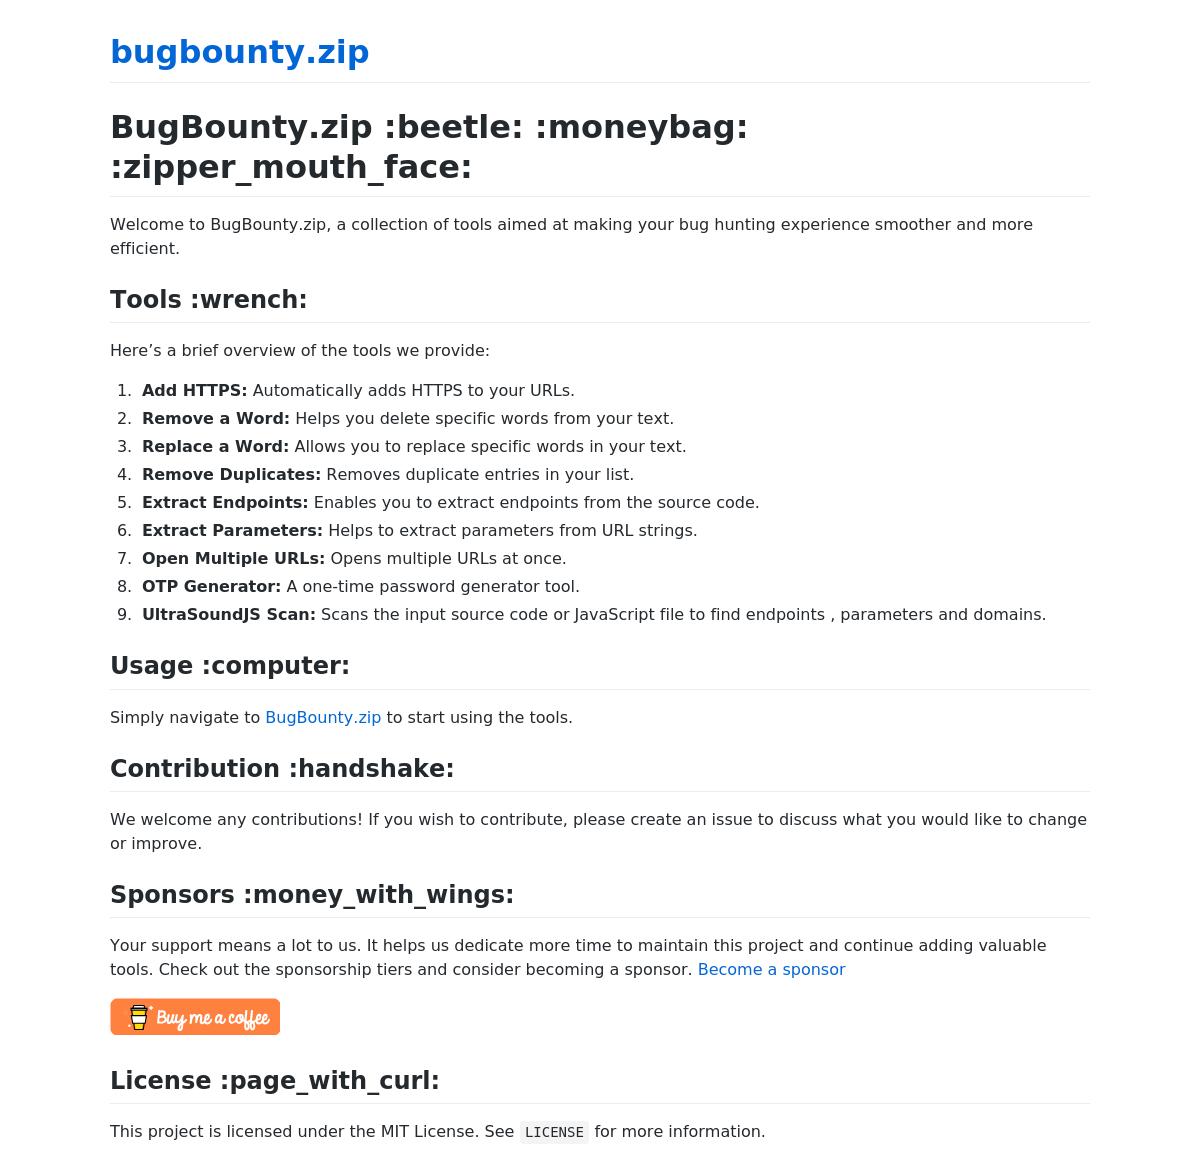 bugbounty.zip
BugBounty.zip :beetle: :moneybag:
:zipper_mouth_face:
Welcome to BugBounty.zip, a collection of tools aimed at making your bug hunting experience smoother and more
efficient.
Tools :wrench:
Here’s a brief overview of the tools we provide:
1. Add HTTPS: Automatically adds HTTPS to your URLs.
2. Remove a Word: Helps you delete specific words from your text.
3. Replace a Word: Allows you to replace specific words in your text.
4. Remove Duplicates: Removes duplicate entries in your list.
5. Extract Endpoints: Enables you to extract endpoints from the source code.
6. Extract Parameters: Helps to extract parameters from URL strings.
7. Open Multiple URLs: Opens multiple URLs at once.
8. OTP Generator: A one-time password generator tool.
9. UltraSoundJS Scan: Scans the input source code or JavaScript file to find endpoints , parameters and domains.
Usage :computer:
Simply navigate to BugBounty.zip to start using the tools.
Contribution :handshake:
We welcome any contributions! If you wish to contribute, please create an issue to discuss what you would like to change
or improve.
Sponsors :money_with_wings:
Your support means a lot to us. It helps us dedicate more time to maintain this project and continue adding valuable
tools. Check out the sponsorship tiers and consider becoming a sponsor. Become a sponsor
Buy me a coffee
License :page_with_curl:
This project is licensed under the MIT License. See LICENSE for more information.